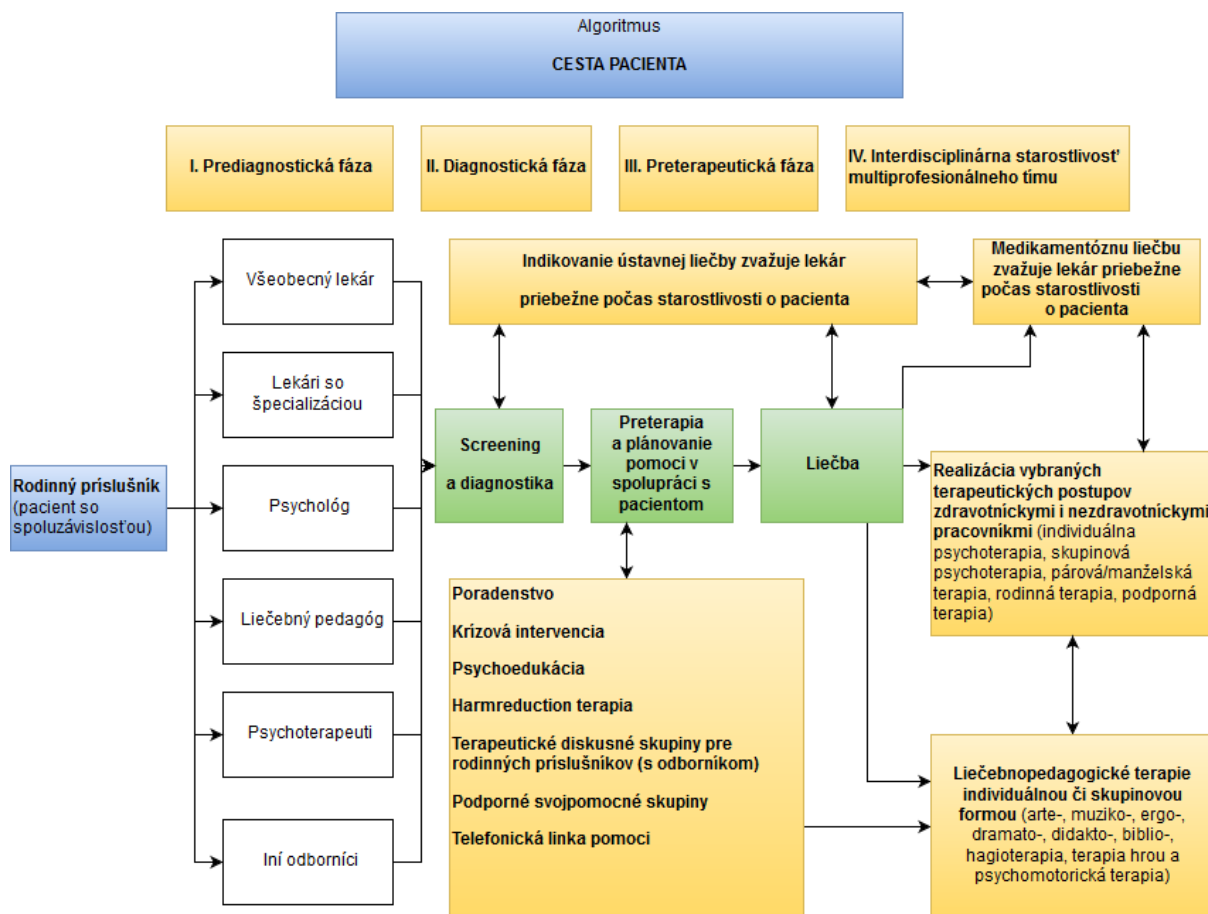 Algoritmus
CESTA PACIENTA
I. Prediagnostická fáza
II. Diagnostická fáza
III. Preterapeutická fáza
IV. Interdisciplinárna starostlivosť
multiprofesionálneho tímu
Rodinný príslušník
(pacient so
spoluzávislosťou)
Všeobecný lekár
Lekári so
špecializáciou
Psychológ
Liečebný pedagóg
Psychoterapeuti
Iní odborníci
Indikovanie ústavnej liečby zvažuje lekár
priebežne počas starostlivosti o pacienta
Medikamentóznu liečbu
zvažuje lekár priebežne
počas starostlivosti
o pacienta
Screening
a diagnostika
Preterapia
a plánovanie
pomoci v
spolupráci s
pacientom
Liečba
Realizácia vybraných
terapeutických postupov
zdravotníckymi i nezdravotníckymi
pracovníkmi (individuálna
psychoterapia, skupinová
psychoterapia, párová/manželská
terapia, rodinná terapia, podporná
terapia)
Poradenstvo
Krízová intervencia
Psychoedukácia
Harmreduction terapia
Terapeutické diskusné skupiny pre
rodinných príslušníkov (s odborníkom)
Podporné svojpomocné skupiny
Telefonická linka pomoci
Liečebnopedagogické terapie
individuálnou či skupinovou
formou (arte-, muziko-, ergo-,
dramato-, didakto-, biblio-,
hagioterapia, terapia hrou a
psychomotorická terapia)